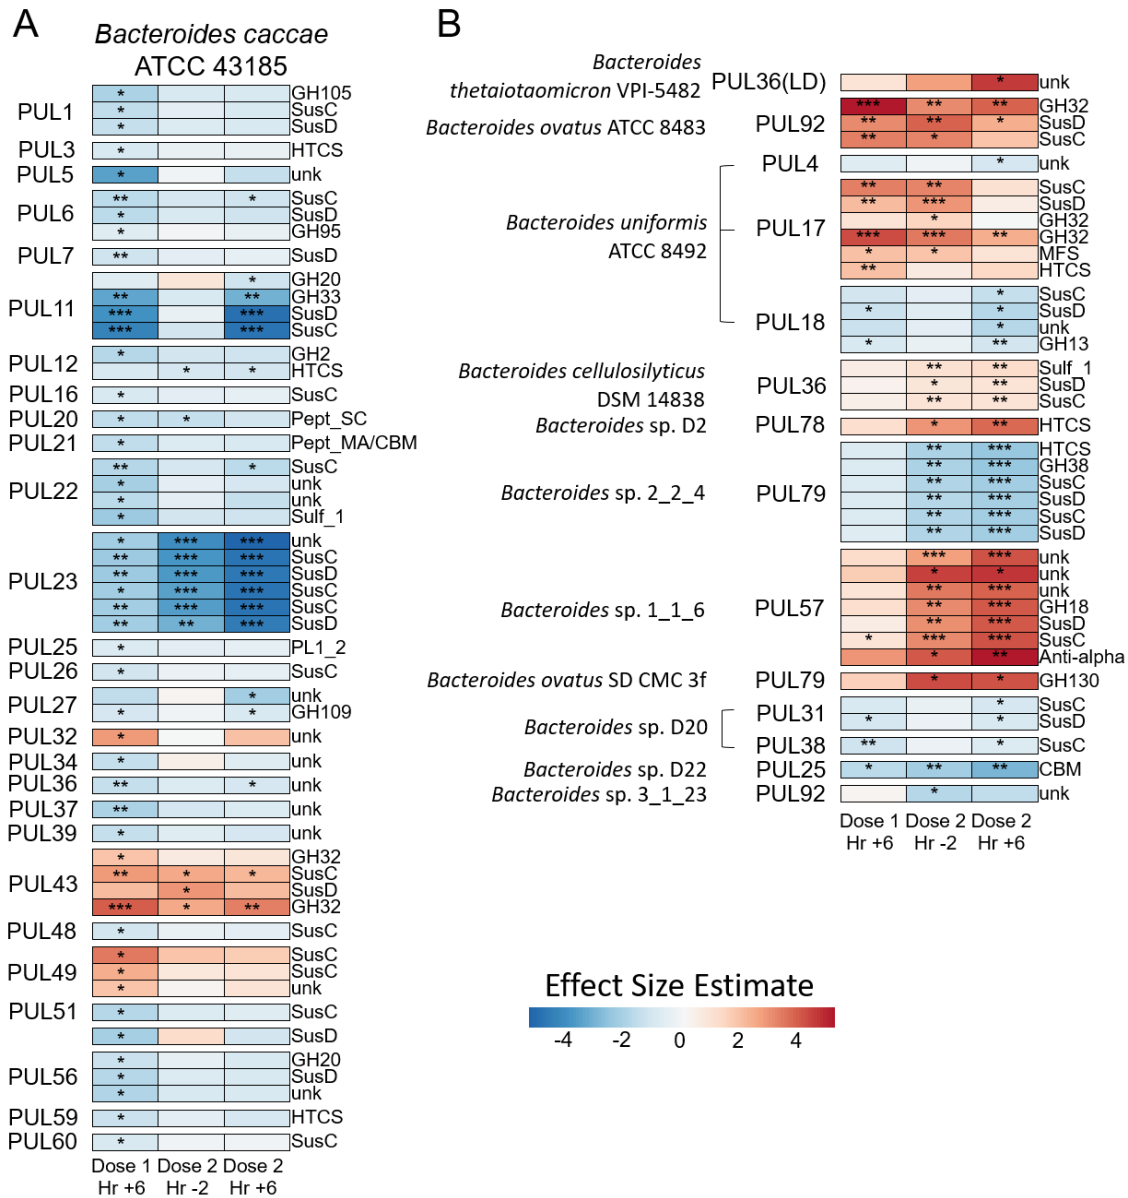 A
Bacteroides caccae
ATCC 43185
PUL1
* GH105
* SusC
* SusD
PUL3
* HTCS
PUL5
* unk
PUL6
** * SusC
* SusD
* GH95
PUL7
** SusD
PUL11
* GH20
** ** GH33
*** *** SusD
*** *** SusC
PUL12
* GH2
* * HTCS
PUL16
* SusC
PUL20
* * Pept_SC
PUL21
* Pept_MA/CBM
PUL22
** * SusC
* unk
* unk
* Sulf_1
PUL23
* *** *** unk
** *** *** SusC
** *** *** SusD
* *** *** SusC
** *** *** SusC
** ** *** SusD
PUL25
* PL1_2
PUL26
* SusC
PUL27
* unk
* * GH109
PUL32
* unk
PUL34
* unk
PUL36
** * unk
PUL37
** unk
PUL39
* unk
PUL43
* GH32
** * * SusC
* SusD
*** * ** GH32
PUL48
* SusC
PUL49
* SusC
* SusC
* unk
PUL51
* SusC
* SusD
PUL56
* GH20
* SusD
* unk
PUL59
* HTCS
PUL60
* SusC
Dose 1 Dose 2 Dose 2
Hr +6 Hr -2 Hr +6
B
Bacteroides
thetaiotaomicron VPI-5482
PUL36(LD)
* unk
Bacteroides ovatus ATCC 8483
PUL92
*** ** ** GH32
** ** * SusD
** * SusC
Bacteroides uniformis
ATCC 8492
PUL4
* unk
PUL17
** ** SusC
** *** SusD
* GH32
*** *** ** GH32
* * MFS
** HTCS
PUL18
* SusC
* * SusD
* unk
* ** GH13
Bacteroides cellulosilyticus
DSM 14838
PUL36
** ** Sulf_1
* ** SusD
** ** SusC
Bacteroides sp. D2
PUL78
* ** HTCS
Bacteroides sp. 2_2_4
PUL79
** *** HTCS
** *** GH38
** *** SusC
** *** SusD
** *** SusC
** *** SusD
Bacteroides sp. 1_1_6
PUL57
*** *** unk
* * unk
** *** unk
** *** GH18
** *** SusD
* *** *** SusC
* ** Anti-alpha
Bacteroides ovatus SD CMC 3f
PUL79
* * GH130
Bacteroides sp. D20
PUL31
* SusC
* * SusD
PUL38
** * SusC
Bacteroides sp. D22
PUL25
* ** ** CBM
Bacteroides sp. 3_1_23
PUL92
* unk
Dose 1 Dose 2 Dose 2
Hr +6 Hr -2 Hr +6
Effect Size Estimate
-4 -2 0 2 4